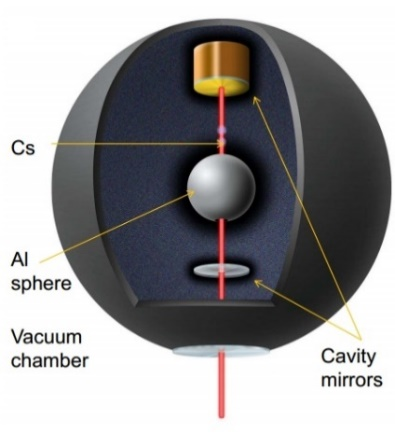 Cs
Al
sphere
Vacuum
chamber
Cavity
mirrors